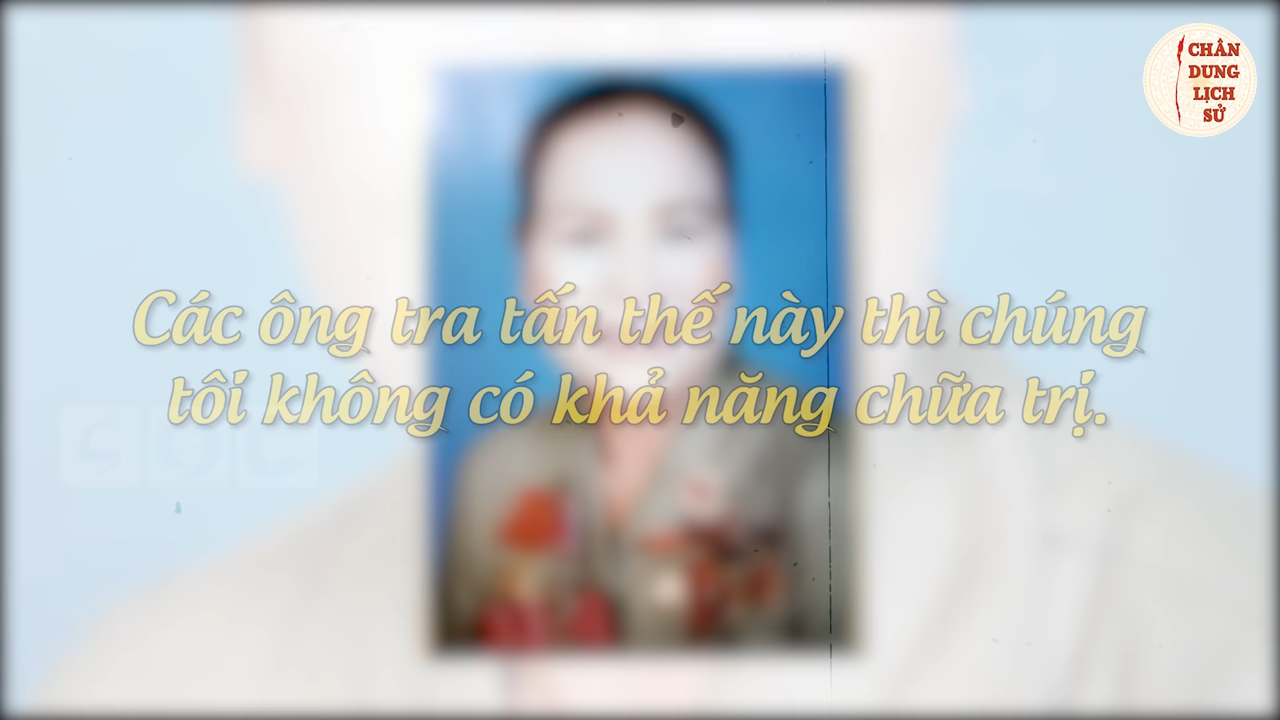 CHÂN
DUNG
LỊCH
SỬ
Các ông tra tấn thế này thì chúng
tôi không có khả năng chữa trị.